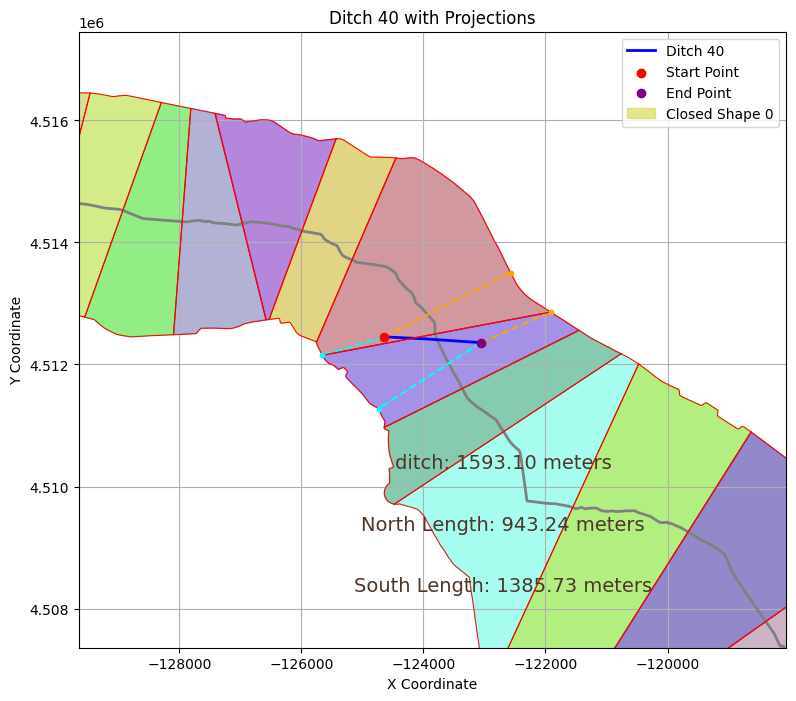 Ditch 40 with Projections
1e6
Ditch 40
Start Point
End Point
Closed Shape 0
4.516
4.514
4.512
4.510
4.508
Y Coordinate
ditch: 1593.10 meters
North Length: 943.24 meters
South Length: 1385.73 meters
−128000
−126000
−124000
−122000
−120000
X Coordinate